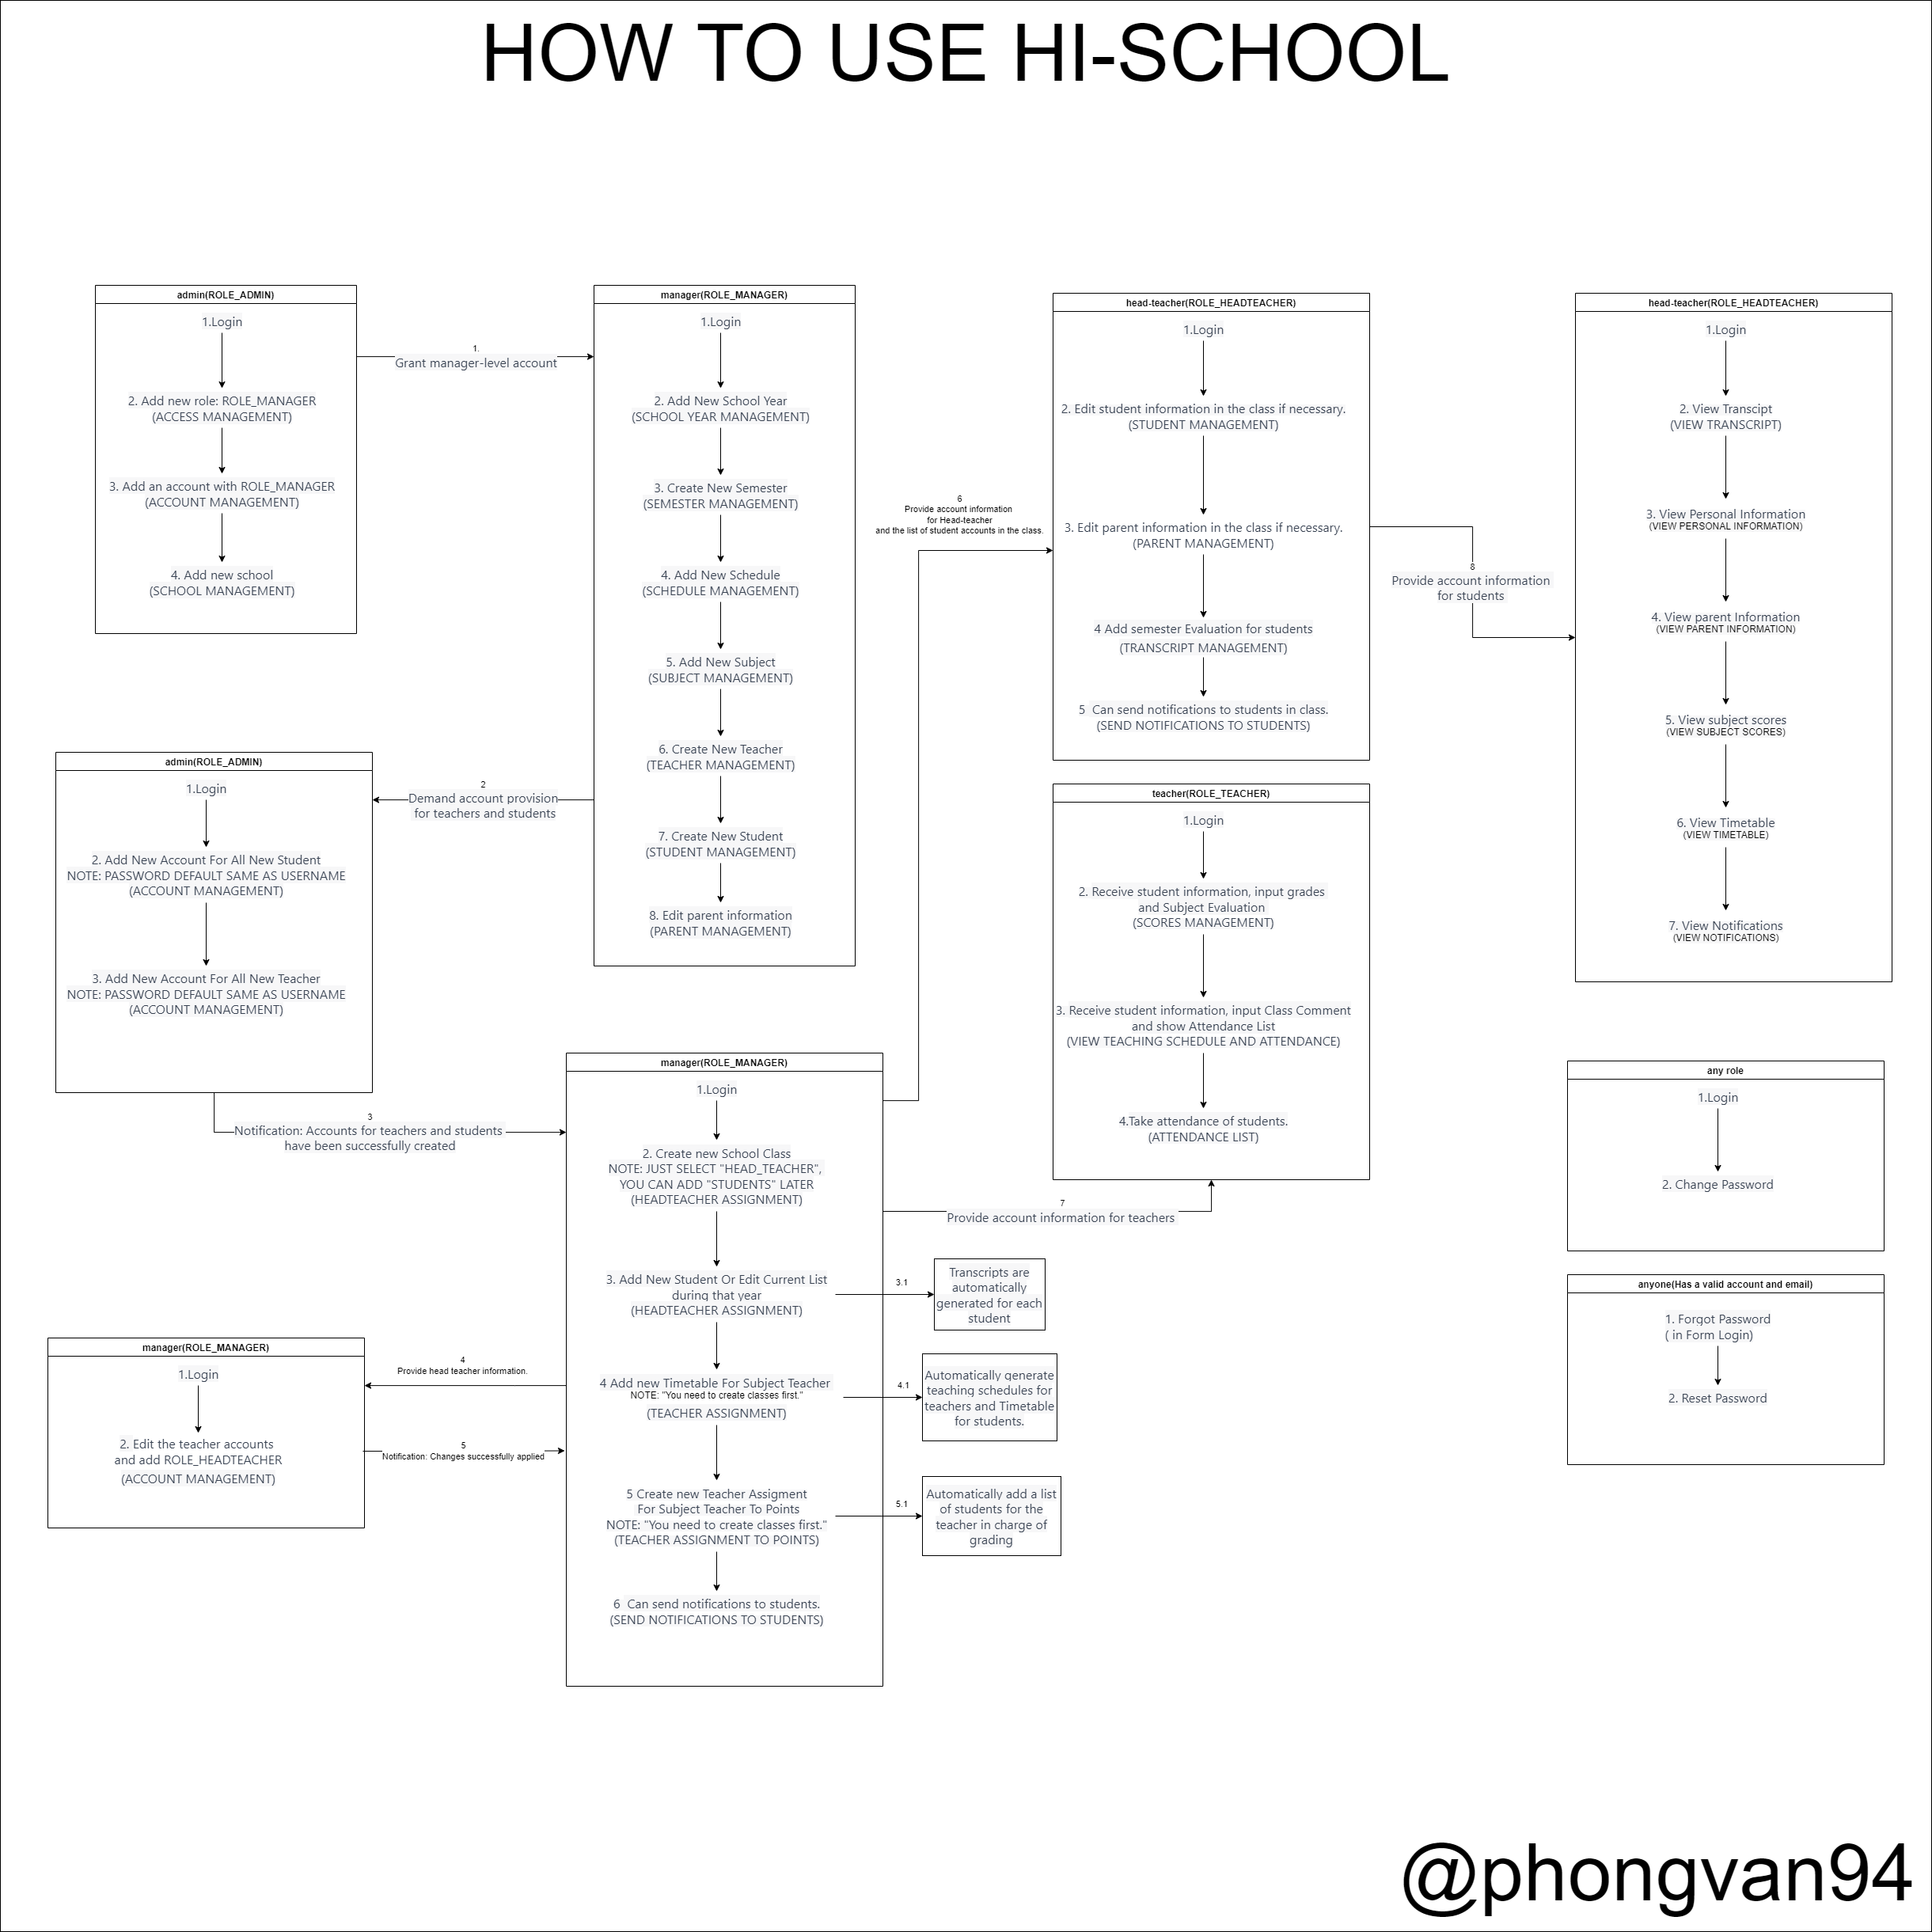 HOW TO USE HI-SCHOOL
admin(ROLE_ADMIN)
1.Login
2. Add new role: ROLE_MANAGER
(ACCESS MANAGEMENT)
3. Add an account with ROLE_MANAGER
(ACCOUNT MANAGEMENT)
4. Add new school
(SCHOOL MANAGEMENT)
1.
Grant manager-level account
manager(ROLE_MANAGER)
1.Login
2. Add New School Year
(SCHOOL YEAR MANAGEMENT)
3. Create New Semester
(SEMESTER MANAGEMENT)
4. Add New Schedule
(SCHEDULE MANAGEMENT)
5. Add New Subject
(SUBJECT MANAGEMENT)
6. Create New Teacher
(TEACHER MANAGEMENT)
7. Create New Student
(STUDENT MANAGEMENT)
8. Edit parent information
(PARENT MANAGEMENT)
2
Demand account provision
for teachers and students
admin(ROLE_ADMIN)
1.Login
2. Add New Account For All New Student
NOTE: PASSWORD DEFAULT SAME AS USERNAME
(ACCOUNT MANAGEMENT)
3. Add New Account For All New Teacher
NOTE: PASSWORD DEFAULT SAME AS USERNAME
(ACCOUNT MANAGEMENT)
3
Notification: Accounts for teachers and students
have been successfully created
manager(ROLE_MANAGER)
1.Login
2. Create new School Class
NOTE: JUST SELECT "HEAD_TEACHER",
YOU CAN ADD "STUDENTS" LATER
(HEADTEACHER ASSIGNMENT)
3. Add New Student Or Edit Current List
during that year
(HEADTEACHER ASSIGNMENT)
4 Add new Timetable For Subject Teacher
NOTE: "You need to create classes first."
(TEACHER ASSIGNMENT)
5 Create new Teacher Assigment
For Subject Teacher To Points
NOTE: "You need to create classes first."
(TEACHER ASSIGNMENT TO POINTS)
6 Can send notifications to students.
(SEND NOTIFICATIONS TO STUDENTS)
3.1
Transcripts are
automatically
generated for each
student
4.1
Automatically generate
teaching schedules for
teachers and Timetable
for students.
5.1
Automatically add a list
of students for the
teacher in charge of
grading
4
Provide head teacher information.
manager(ROLE_MANAGER)
1.Login
2. Edit the teacher accounts
and add ROLE_HEADTEACHER
(ACCOUNT MANAGEMENT)
5
Notification: Changes successfully applied
6
Provide account information
for Head-teacher
and the list of student accounts in the class.
head-teacher(ROLE_HEADTEACHER)
1.Login
2. Edit student information in the class if necessary.
(STUDENT MANAGEMENT)
3. Edit parent information in the class if necessary.
(PARENT MANAGEMENT)
4 Add semester Evaluation for students
(TRANSCRIPT MANAGEMENT)
5 Can send notifications to students in class.
(SEND NOTIFICATIONS TO STUDENTS)
7
Provide account information for teachers
teacher(ROLE_TEACHER)
1.Login
2. Receive student information, input grades
and Subject Evaluation
(SCORES MANAGEMENT)
3. Receive student information, input Class Comment
and show Attendance List
(VIEW TEACHING SCHEDULE AND ATTENDANCE)
4.Take attendance of students.
(ATTENDANCE LIST)
8
Provide account information
for students
head-teacher(ROLE_HEADTEACHER)
1.Login
2. View Transcipt
(VIEW TRANSCRIPT)
3. View Personal Information
(VIEW PERSONAL INFORMATION)
4. View parent Information
(VIEW PARENT INFORMATION)
5. View subject scores
(VIEW SUBJECT SCORES)
6. View Timetable
(VIEW TIMETABLE)
7. View Notifications
(VIEW NOTIFICATIONS)
any role
1.Login
2. Change Password
anyone(Has a valid account and email)
1. Forgot Password
( in Form Login)
2. Reset Password
@phongvan94